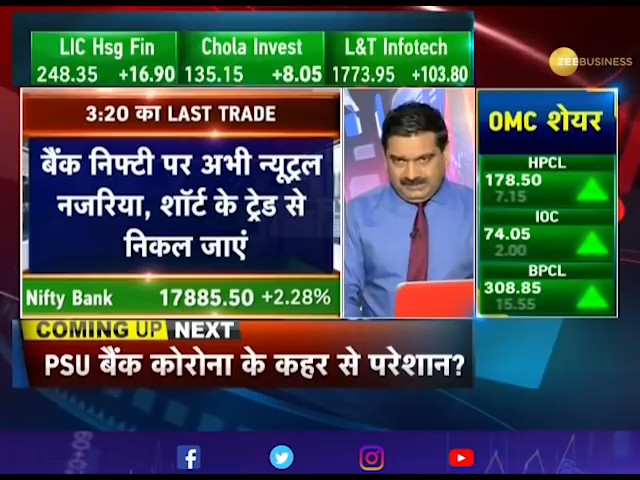 LIC Hsg Fin
248.35 +16.90
Chola Invest
135.15 +8.05
L&T Infotech
1773.95 +103.80
ZEE BUSINESS
3:20 का LAST TRADE
बैंक निफ्टी पर अभी न्यूट्रल
नजरिया, शॉर्ट के ट्रेड से
निकल जाएं
Nifty Bank 17885.50 +2.28%
OMC शेयर
HPCL
178.50
7.15
IOC
74.05
2.00
BPCL
308.85
15.55
COMING UP NEXT
PSU बैंक कोरोना के कहर से परेशान?